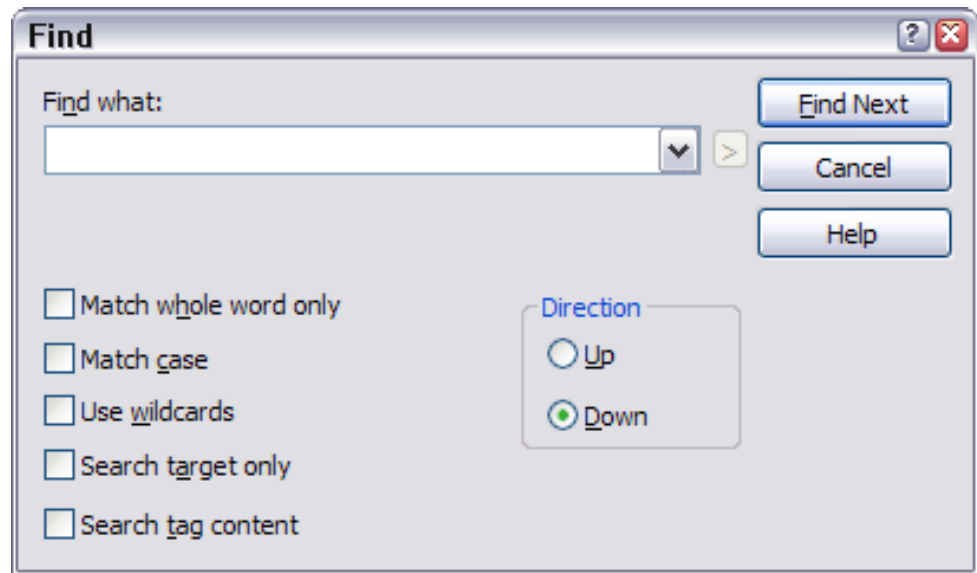 Find
Find what:
>
Find Next
Cancel
Help
Match whole word only
Match case
Use wildcards
Search target only
Search tag content
Direction
Up
Down